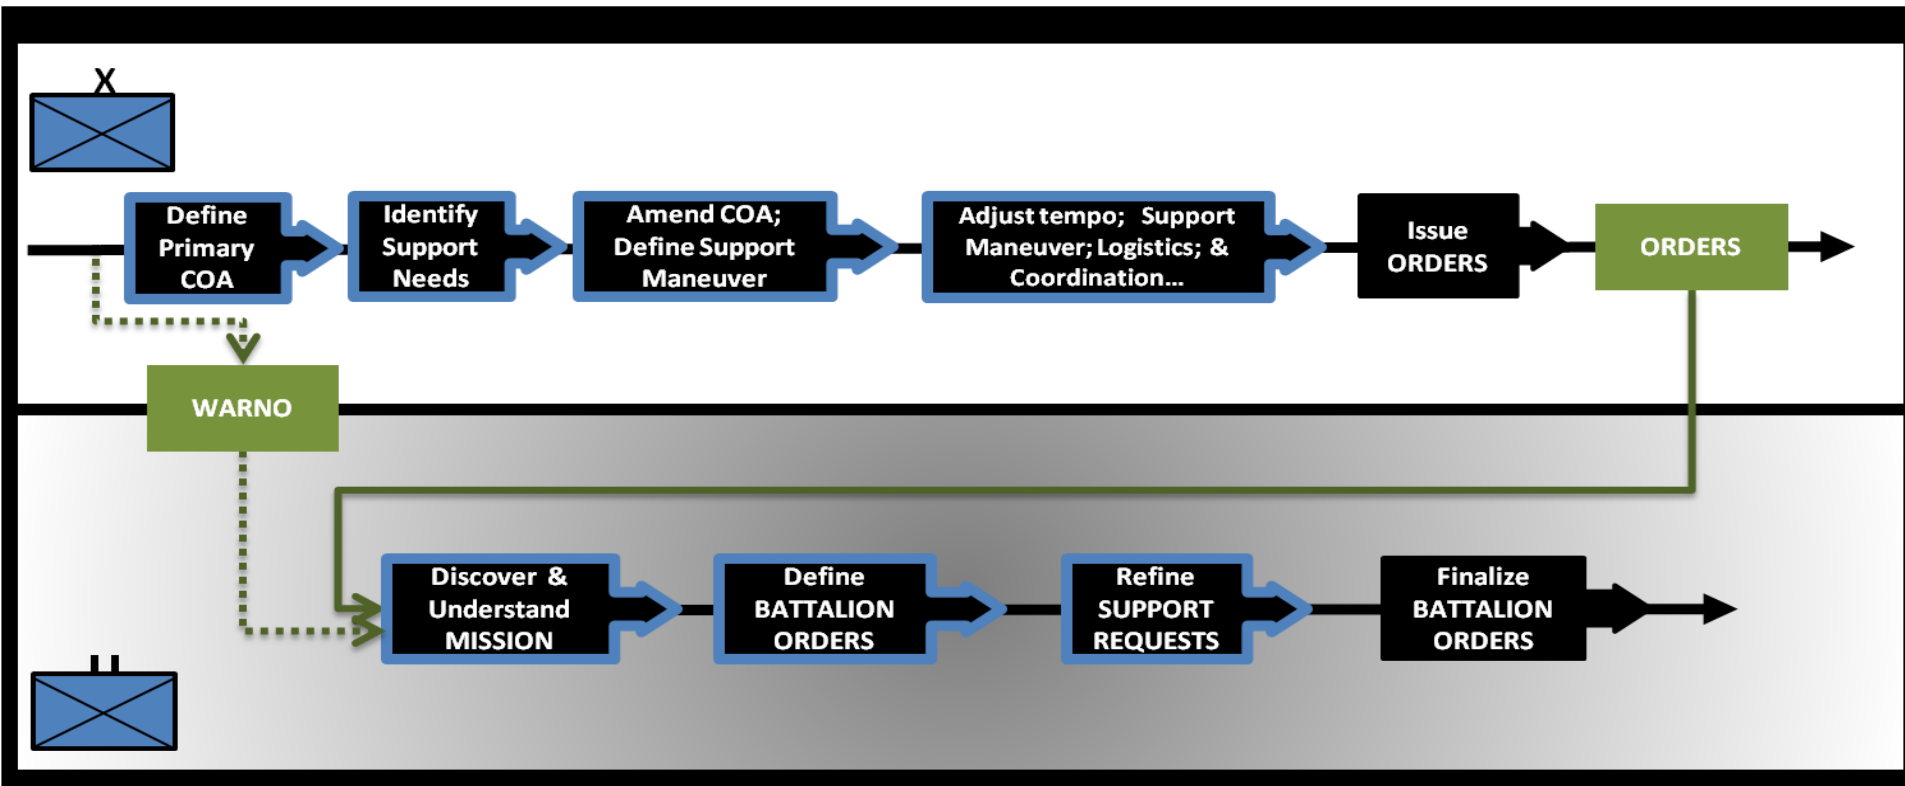 X
Define
Primary
COA
Identify
Support
Needs
Amend COA;
Define Support
Maneuver
Adjust tempo; Support
Maneuver; Logistics; &
Coordination...
Issue
ORDERS
ORDERS
WARNO
Discover &
Understand
MISSION
Define
BATTALION
ORDERS
Refine
SUPPORT
REQUESTS
Finalize
BATTALION
ORDERS
II